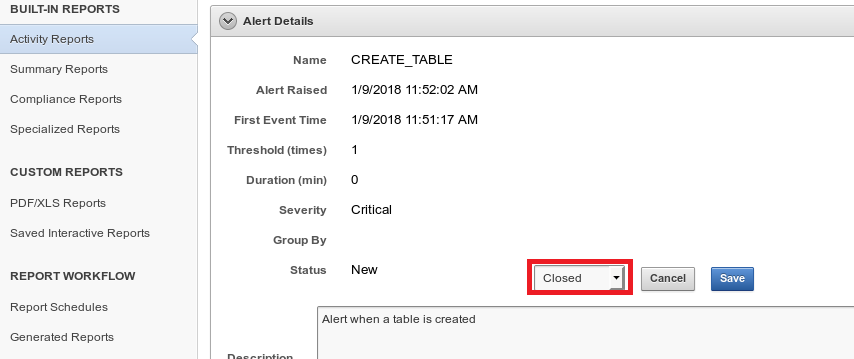 BUILT-IN REPORTS
Activity Reports
Summary Reports
Compliance Reports
Specialized Reports
CUSTOM REPORTS
PDF/XLS Reports
Saved Interactive Reports
REPORT WORKFLOW
Report Schedules
Generated Reports
Alert Details
Name CREATE_TABLE
Alert Raised 1/9/2018 11:52:02 AM
First Event Time 1/9/2018 11:51:17 AM
Threshold (times) 1
Duration (min) 0
Severity Critical
Group By
Status New Closed Cancel Save
Alert when a table is created
Description